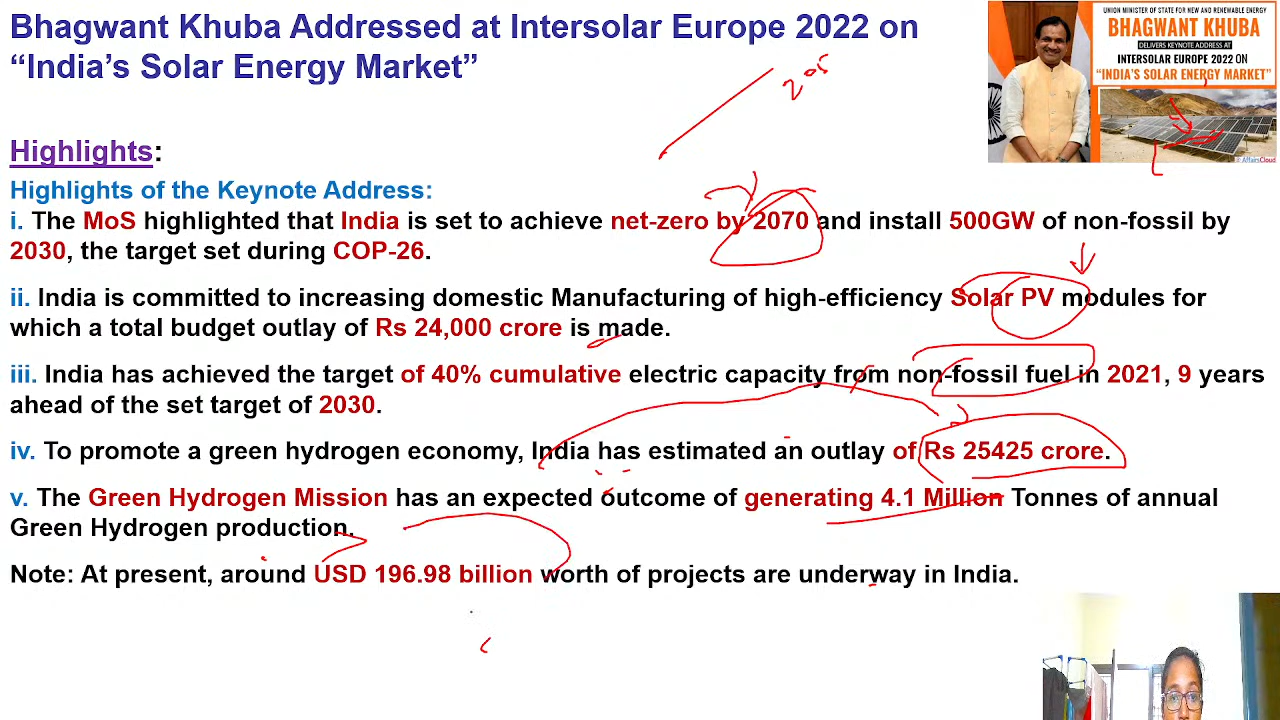 Bhagwant Khuba Addressed at Intersolar Europe 2022 on
“India’s Solar Energy Market”
UNION MINISTER OF STATE FOR NEW AND RENEWABLE ENERGY
BHAGWANT KHUBA
DELIVERS KEYNOTE ADDRESS AT
INTERSOLAR EUROPE 2022 ON
“INDIA’S SOLAR ENERGY MARKET”
© AffairsCloud
205
Highlights:
Highlights of the Keynote Address:
i. The MoS highlighted that India is set to achieve net-zero by 2070 and install 500GW of non-fossil by
2030, the target set during COP-26.
ii. India is committed to increasing domestic Manufacturing of high-efficiency Solar PV modules for
which a total budget outlay of Rs 24,000 crore is made.
iii. India has achieved the target of 40% cumulative electric capacity from non-fossil fuel in 2021, 9 years
ahead of the set target of 2030.
iv. To promote a green hydrogen economy, India has estimated an outlay of Rs 25425 crore.
v. The Green Hydrogen Mission has an expected outcome of generating 4.1 Million Tonnes of annual
Green Hydrogen production.
Note: At present, around USD 196.98 billion worth of projects are underway in India.